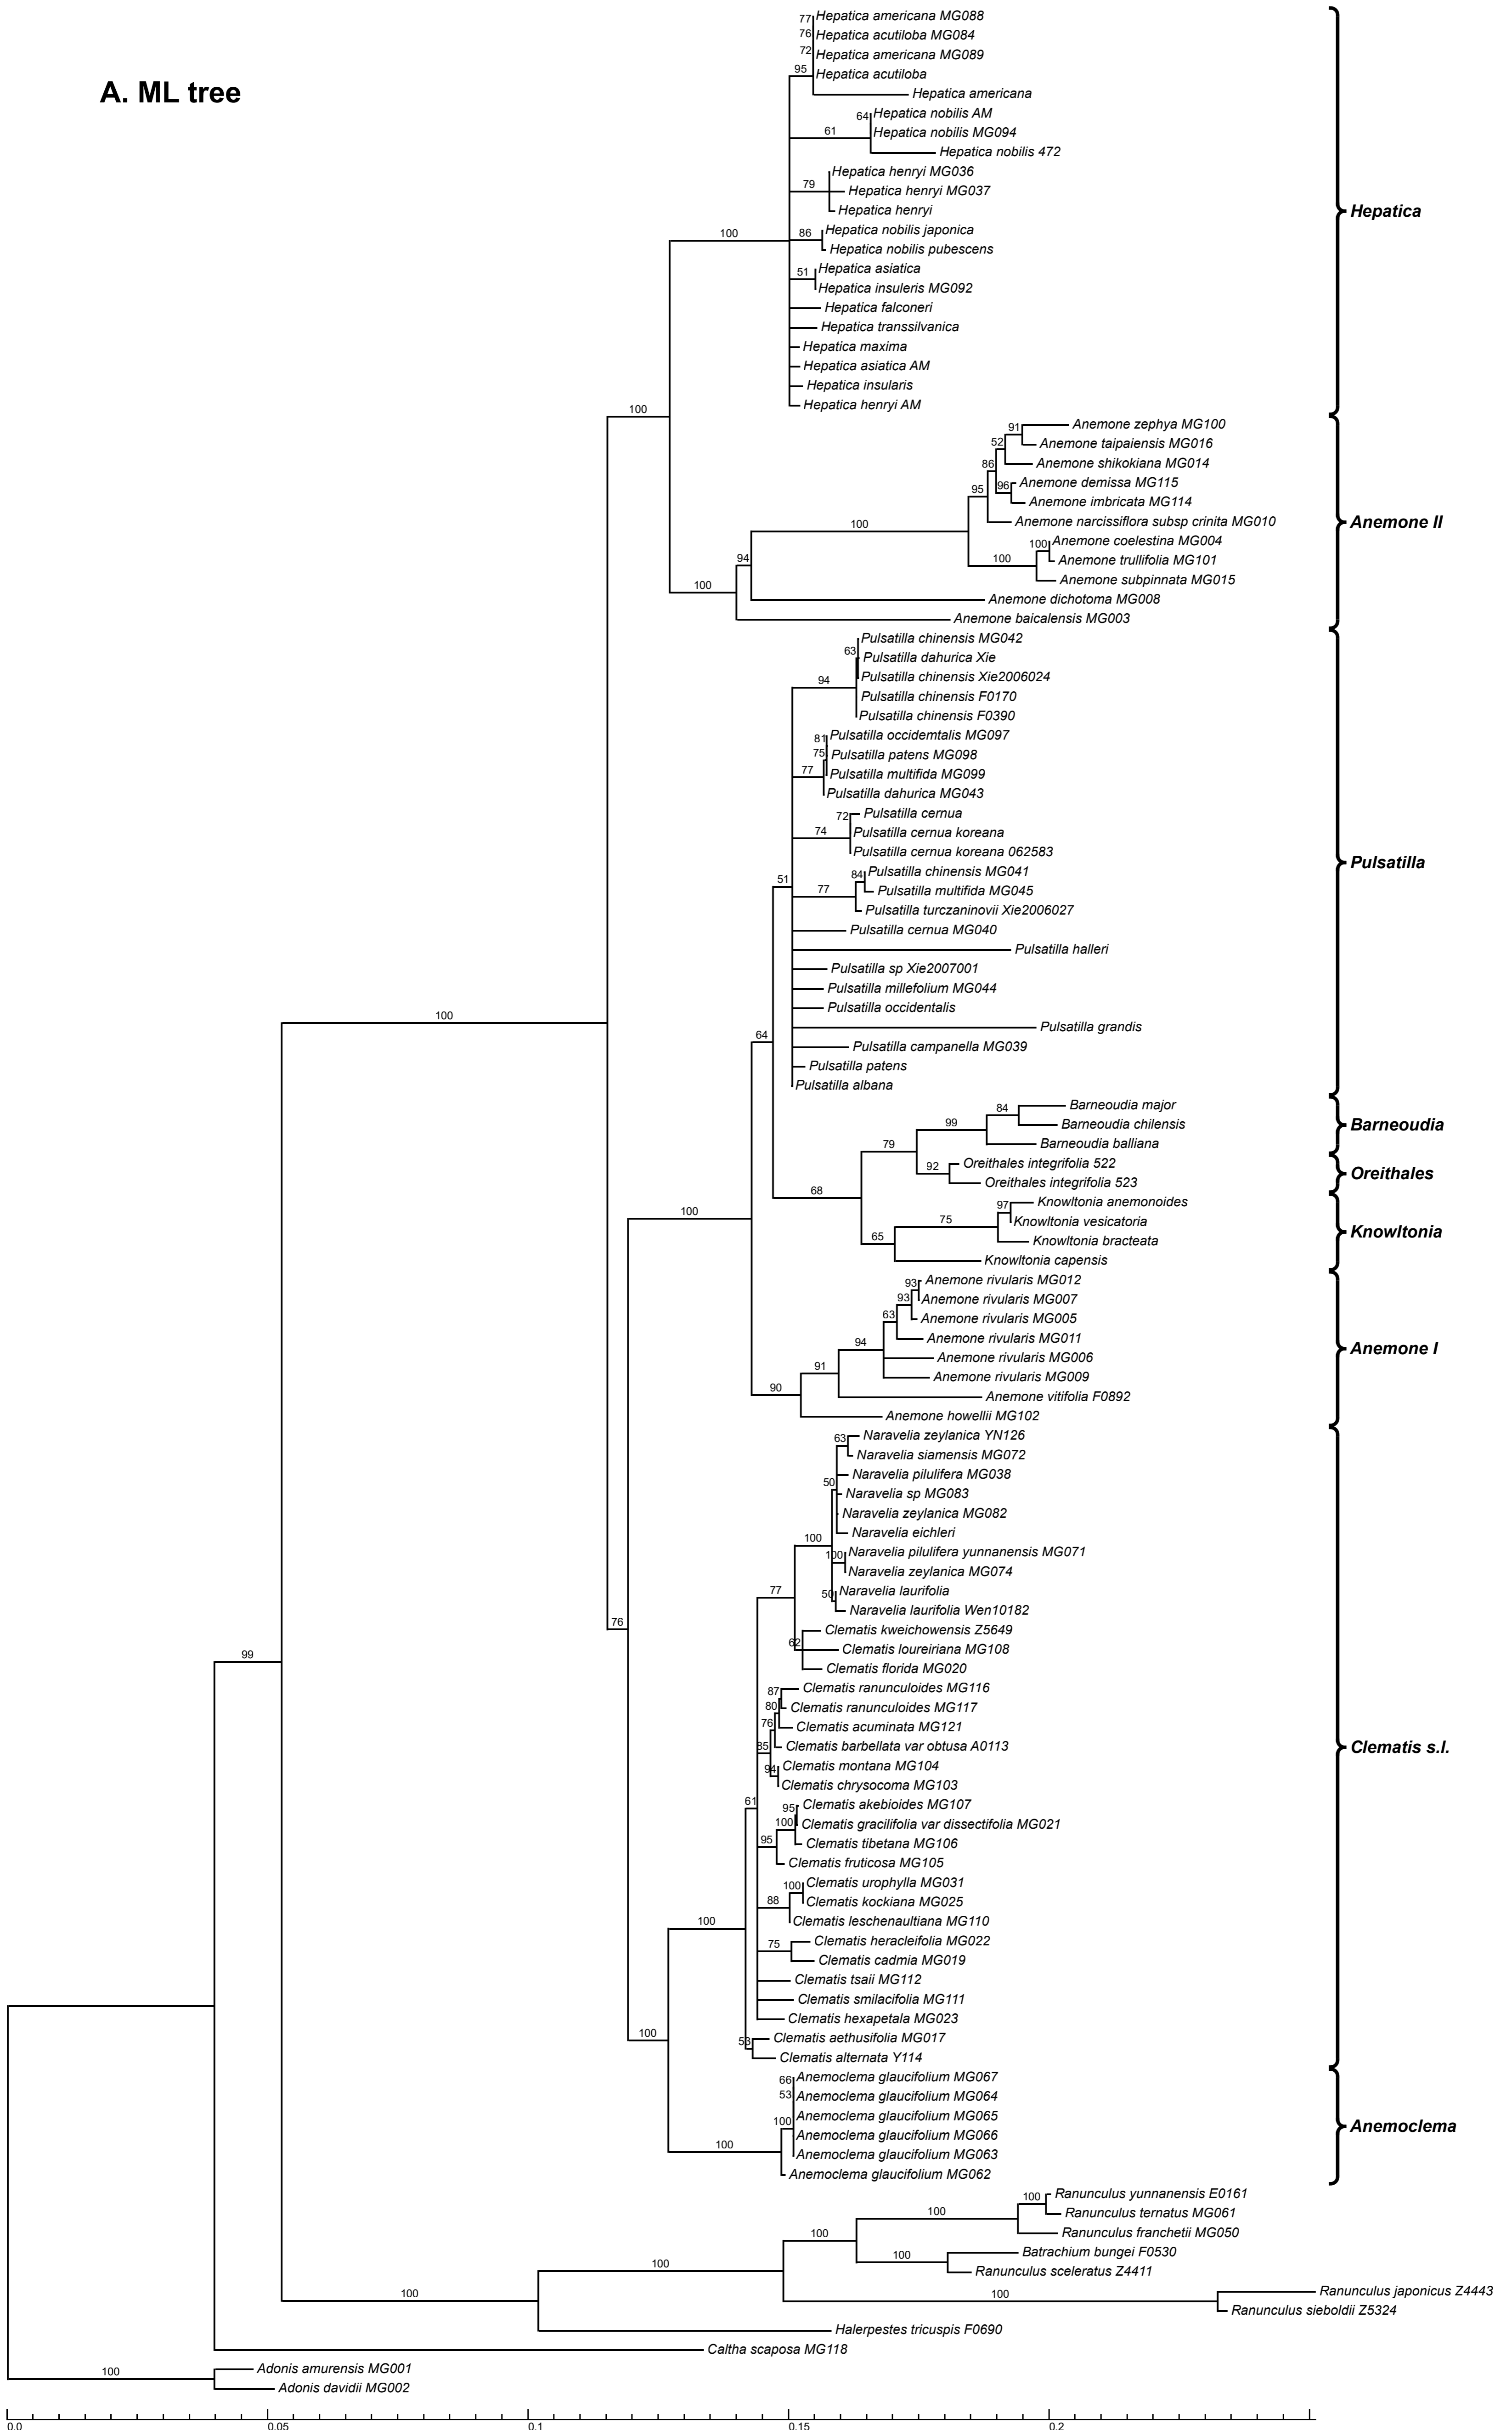 A. ML tree
77
Hepatica americana MG088
76
Hepatica acutiloba MG084
72
Hepatica americana MG089
95
Hepatica acutiloba
Hepatica americana
64
Hepatica nobilis AM
61
Hepatica nobilis MG094
Hepatica nobilis 472
Hepatica henryi MG036
79
Hepatica henryi MG037
Hepatica henryi
Hepatica
Hepatica nobilis japonica
100
86
Hepatica nobilis pubescens
Hepatica asiatica
51
Hepatica insuleris MG092
Hepatica falconeri
Hepatica transsilvanica
Hepatica maxima
Hepatica asiatica AM
Hepatica insularis
Hepatica henryi AM
100
91
Anemone zephya MG100
52
Anemone taipaiensis MG016
86
Anemone shikokiana MG014
96
Anemone demissa MG115
95
Anemone imbricata MG114
Anemone narcissiflora subsp crinita MG010
Anemone II
100
100
Anemone coelestina MG004
100
Anemone trullifolia MG101
94
Anemone subpinnata MG015
100
Anemone dichotoma MG008
Anemone baicalensis MG003
Pulsatilla chinensis MG042
63
Pulsatilla dahurica Xie
94
Pulsatilla chinensis Xie2006024
Pulsatilla chinensis F0170
Pulsatilla chinensis F0390
81
Pulsatilla occidemtalis MG097
75
Pulsatilla patens MG098
77
Pulsatilla multifida MG099
Pulsatilla dahurica MG043
72
Pulsatilla cernua
74
Pulsatilla cernua koreana
Pulsatilla cernua koreana 062583
Pulsatilla
84
Pulsatilla chinensis MG041
51
77
Pulsatilla multifida MG045
Pulsatilla turczaninovii Xie2006027
Pulsatilla cernua MG040
Pulsatilla halleri
Pulsatilla sp Xie2007001
Pulsatilla millefolium MG044
Pulsatilla occidentalis
100
Pulsatilla grandis
64
Pulsatilla campanella MG039
Pulsatilla patens
Pulsatilla albana
84
Barneoudia major
99
Barneoudia chilensis
Barneoudia
79
Barneoudia balliana
92
Oreithales integrifolia 522
Oreithales
Oreithales integrifolia 523
68
97
Knowltonia anemonoides
100
75
Knowltonia vesicatoria
Knowltonia
65
Knowltonia bracteata
Knowltonia capensis
93
Anemone rivularis MG012
93
Anemone rivularis MG007
63
Anemone rivularis MG005
94
Anemone rivularis MG011
Anemone I
91
Anemone rivularis MG006
90
Anemone rivularis MG009
Anemone vitifolia F0892
Anemone howellii MG102
63
Naravelia zeylanica YN126
Naravelia siamensis MG072
50
Naravelia pilulifera MG038
Naravelia sp MG083
Naravelia zeylanica MG082
100
Naravelia eichleri
100
Naravelia pilulifera yunnanensis MG071
Naravelia zeylanica MG074
77
50
Naravelia laurifolia
Naravelia laurifolia Wen10182
76
Clematis kweichowensis Z5649
62
Clematis loureiriana MG108
99
Clematis florida MG020
87
Clematis ranunculoides MG116
80
Clematis ranunculoides MG117
76
Clematis acuminata MG121
85
Clematis barbellata var obtusa A0113
Clematis s.l.
94
Clematis montana MG104
Clematis chrysocoma MG103
61
95
Clematis akebioides MG107
100
Clematis gracilifolia var dissectifolia MG021
95
Clematis tibetana MG106
Clematis fruticosa MG105
100
Clematis urophylla MG031
88
Clematis kockiana MG025
100
Clematis leschenaultiana MG110
75
Clematis heracleifolia MG022
Clematis cadmia MG019
Clematis tsaii MG112
Clematis smilacifolia MG111
Clematis hexapetala MG023
100
53
Clematis aethusifolia MG017
Clematis alternata Y114
66
Anemoclema glaucifolium MG067
53
Anemoclema glaucifolium MG064
100
Anemoclema glaucifolium MG065
Anemoclema
Anemoclema glaucifolium MG066
100
Anemoclema glaucifolium MG063
Anemoclema glaucifolium MG062
100
Ranunculus yunnanensis E0161
100
Ranunculus ternatus MG061
100
Ranunculus franchetii MG050
100
Batrachium bungei F0530
100
Ranunculus sceleratus Z4411
100
100
Ranunculus japonicus Z4443
Ranunculus sieboldii Z5324
Halerpestes tricuspis F0690
Caltha scaposa MG118
100
Adonis amurensis MG001
Adonis davidii MG002
0.0 0.05 0.1 0.15 0.2